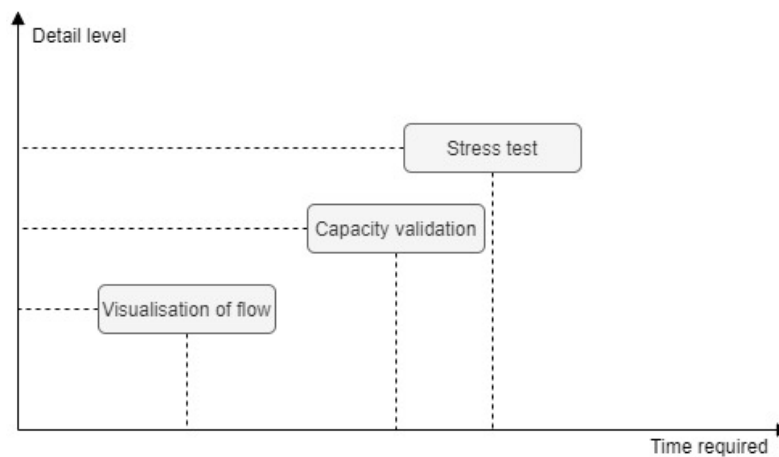 Detail level
Stress test
Capacity validation
Visualisation of flow
Time required